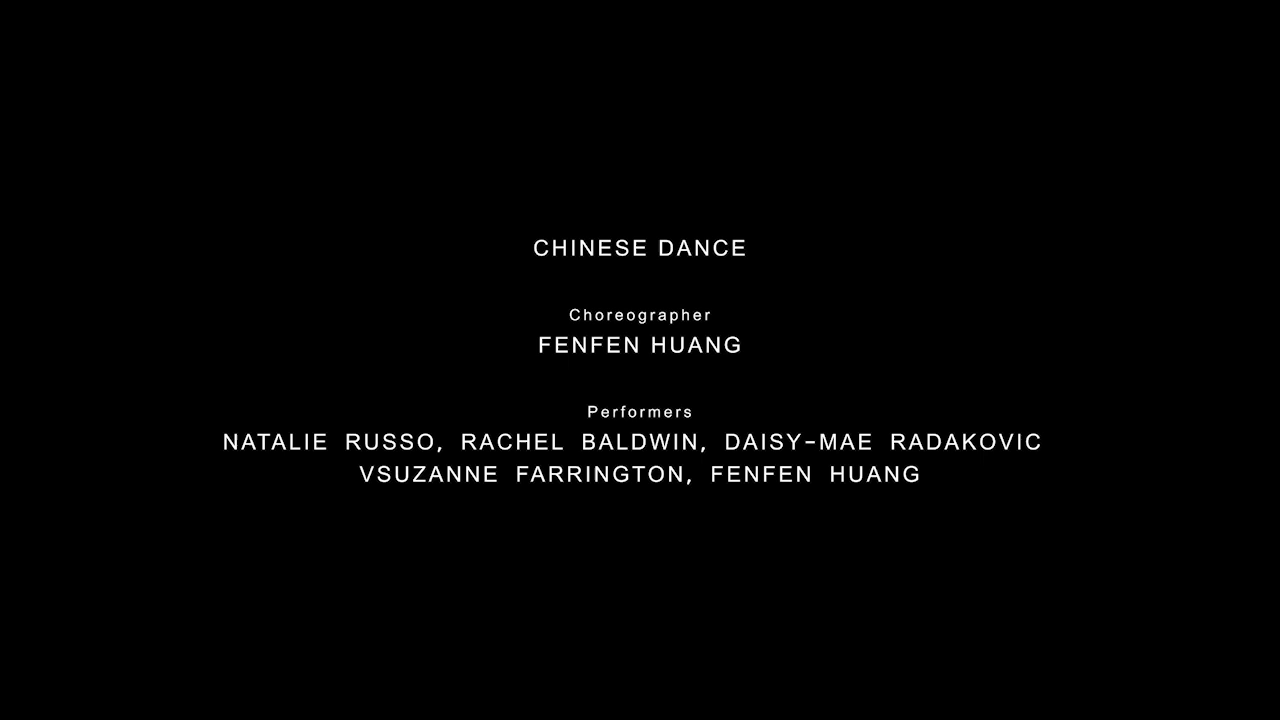 CHINESE DANCE
Choreographer
FENFEN HUANG
Performers
NATALIE RUSSO, RACHEL BALDWIN, DAISY-MAE RADAKOVIC
VSUZANNE FARRINGTON, FENFEN HUANG